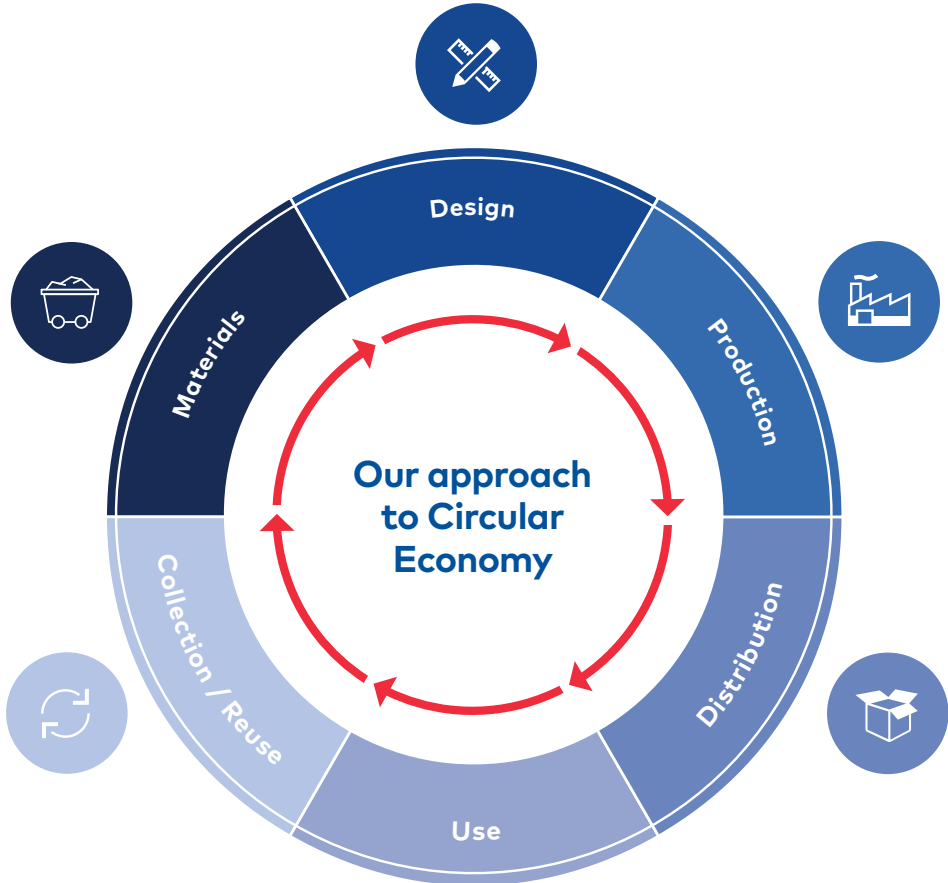 Design
Production
Distribution
Use
Collection / Reuse
Materials
Our approach
to Circular
Economy